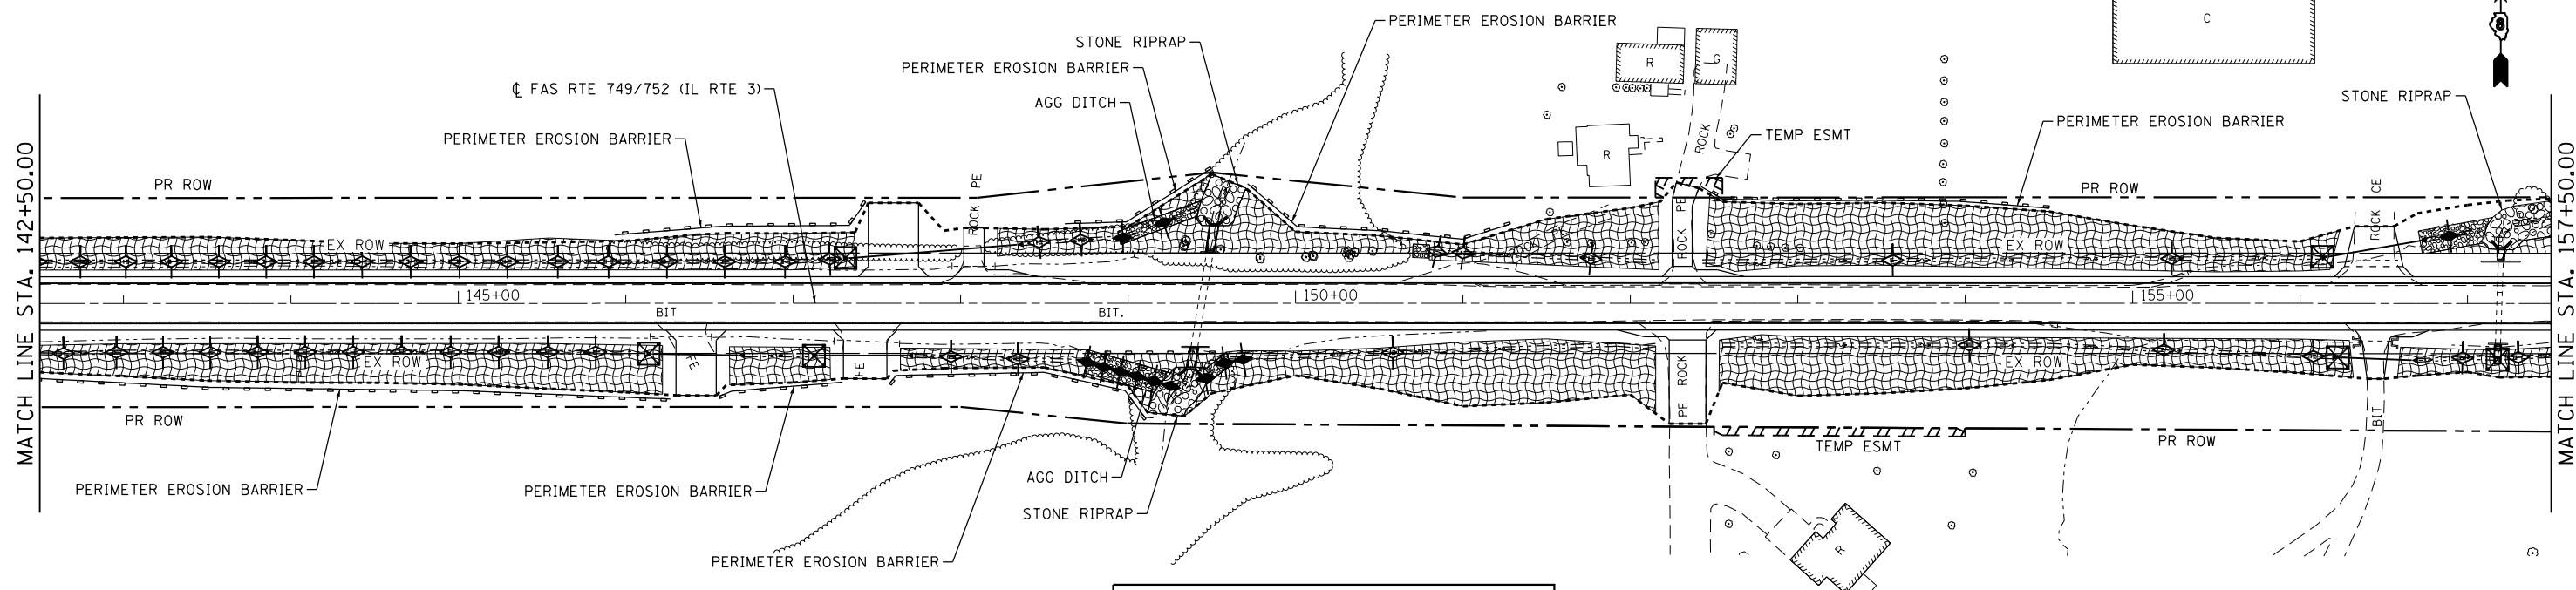 PERIMETER EROSION BARRIER
C
STONE RIPRAP
PERIMETER EROSION BARRIER
R
G
℄ FAS RTE 749/752 (IL RTE 3)
AGG DITCH
STONE RIPRAP
PERIMETER EROSION BARRIER
PERIMETER EROSION BARRIER
TEMP ESMT
ROCK
R
MATCH LINE STA. 142+50.00
MATCH LINE STA. 157+50.00
PR ROW
ROCK PE
PR ROW
ROCK CE
EX ROW
ROCK PE
EX ROW
145+00
150+00
155+00
BIT
BIT.
EX ROW
FE
FE
PE ROCK
EX ROW
PR ROW
BIT
TEMP ESMT
PR ROW
AGG DITCH
PERIMETER EROSION BARRIER
PERIMETER EROSION BARRIER
STONE RIPRAP
R
PERIMETER EROSION BARRIER